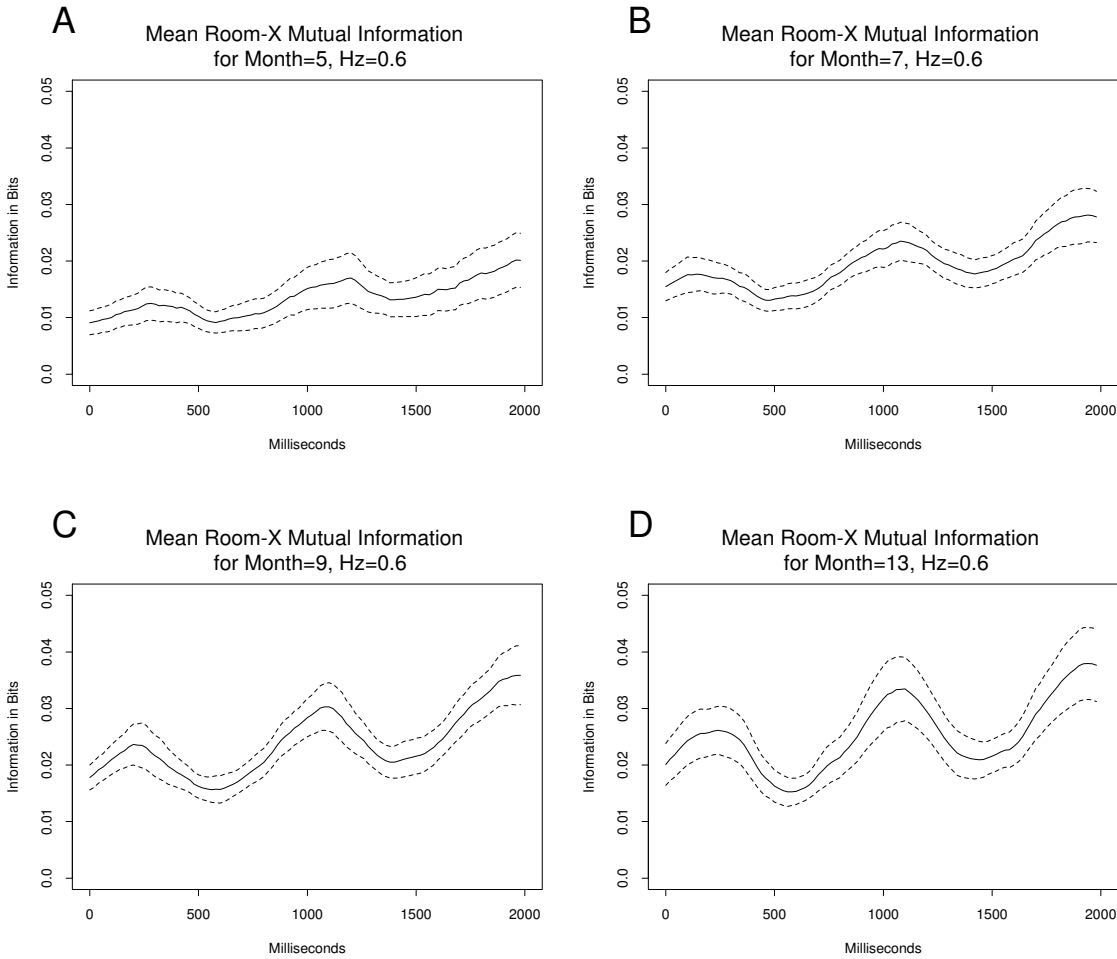 A
Mean Room-X Mutual Information
for Month=5, Hz=0.6
Information in Bits
0.05
0.04
0.03
0.02
0.01
0.0
0 500 1000 1500 2000
Milliseconds
B
Mean Room-X Mutual Information
for Month=7, Hz=0.6
Information in Bits
0.05
0.04
0.03
0.02
0.01
0.0
0 500 1000 1500 2000
Milliseconds
C
Mean Room-X Mutual Information
for Month=9, Hz=0.6
Information in Bits
0.05
0.04
0.03
0.02
0.01
0.0
0 500 1000 1500 2000
Milliseconds
D
Mean Room-X Mutual Information
for Month=13, Hz=0.6
Information in Bits
0.05
0.04
0.03
0.02
0.01
0.0
0 500 1000 1500 2000
Milliseconds